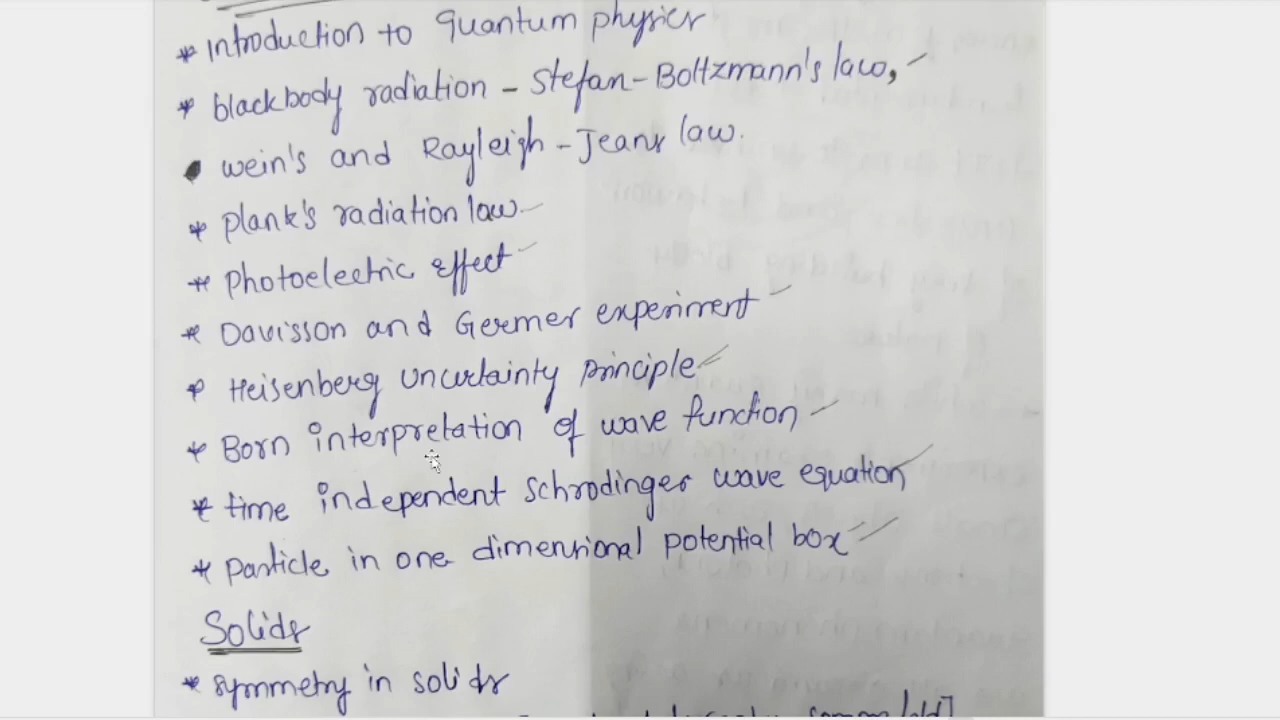 * introduction to quantum physics
* blackbody radiation - Stefan-Boltzmann's law,
wein's and Rayleigh-Jeans law.
* plank's radiation law
* photoelectric effect
* Davisson and Germer experiment
* Heisenberg uncertainty principle
* Born interpretation of wave function
* time independent schrodinger wave equation
* particle in one dimensional potential box
Solids
* symmetry in solids